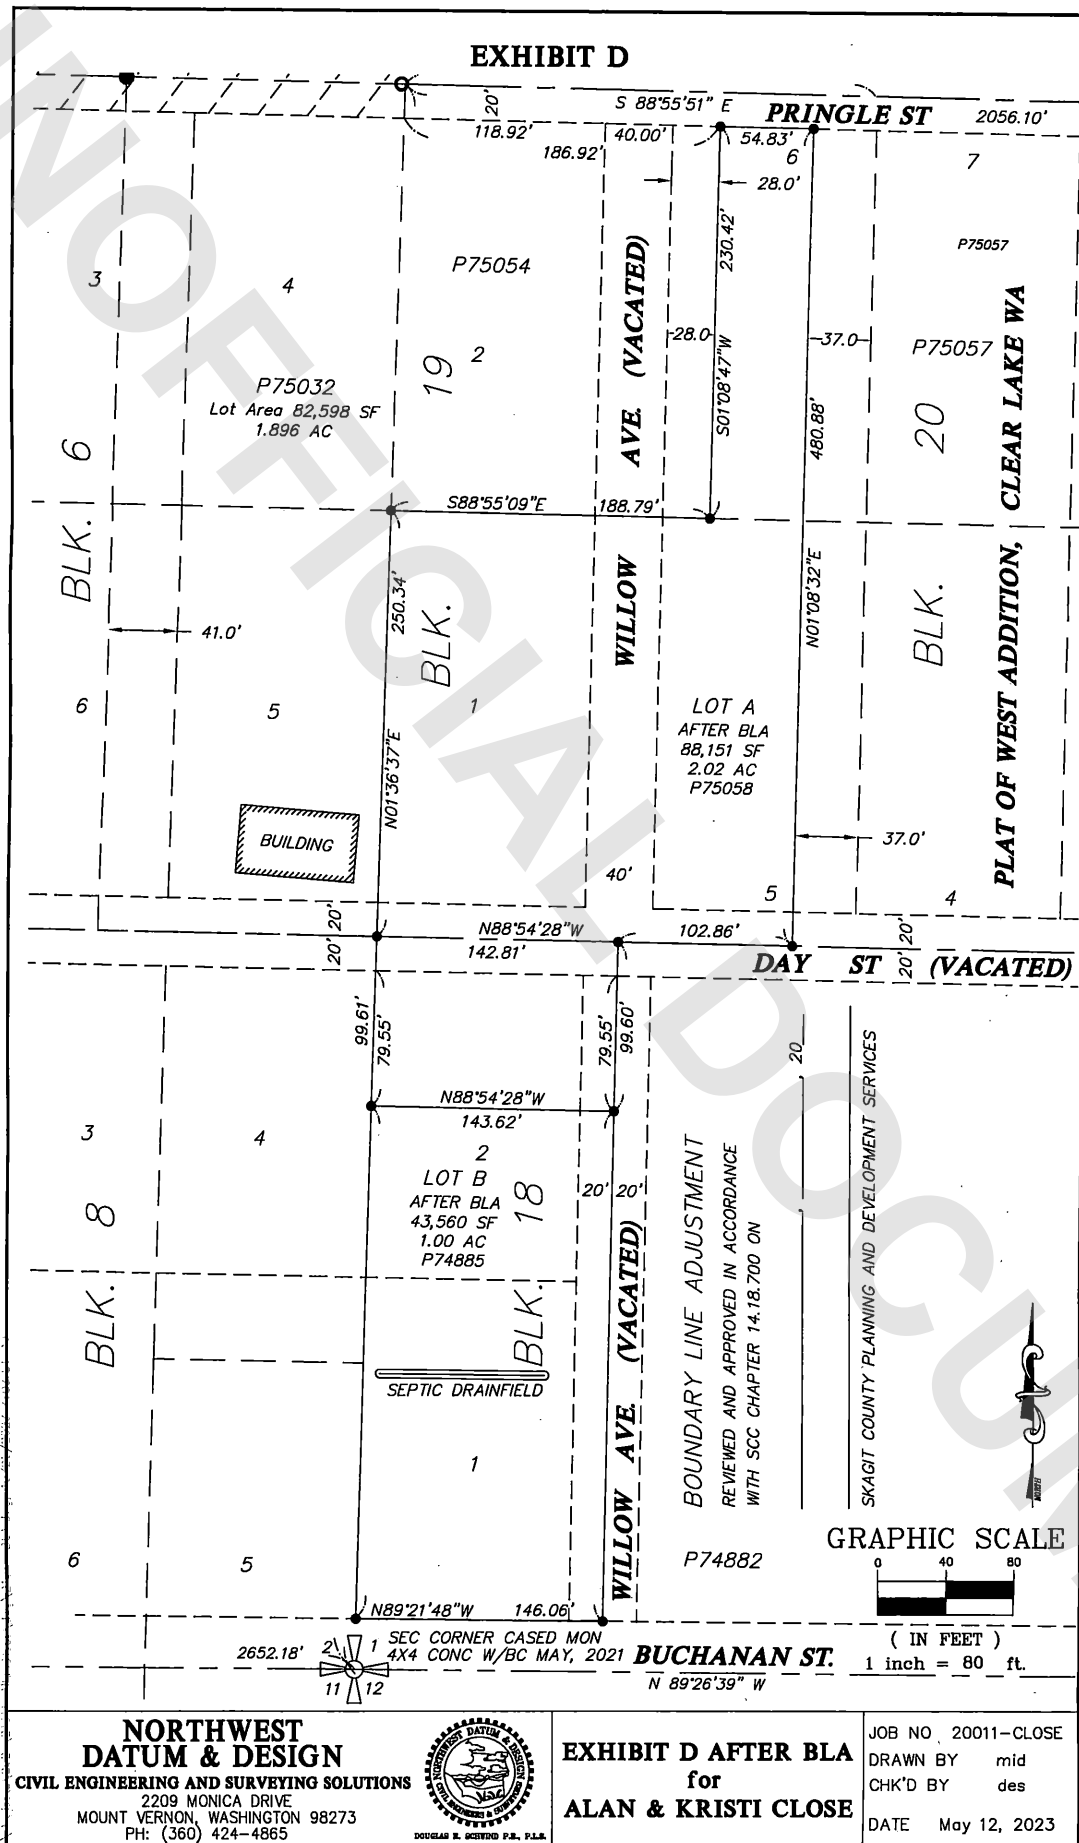 EXHIBIT D
S 88°55'51" E
PRINGLE ST
2056.10'
20'
118.92'
40.00'
54.83'
186.92'
6
7
28.0'
P75057
230.42'
3
4
P75054
WILLOW AVE. (VACATED)
28.0
37.0
P75057
2
19
S01°08'47"W
480.88'
20
P75032
Lot Area 82,598 SF
1.896 AC
BLK. 6
PLAT OF WEST ADDITION, CLEAR LAKE WA
S88°55'09"E
188.79'
250.34'
N01°08'32"E
BLK.
BLK.
41.0'
6
5
1
LOT A
AFTER BLA
88,151 SF
2.02 AC
P75058
N01°36'37"E
BUILDING
37.0'
40'
5
4
20'
20'
N88°54'28"W
142.81'
102.86'
20'
20'
DAY ST (VACATED)
99.61'
79.55'
79.55'
99.60'
N88°54'28"W
143.62'
3
4
2
LOT B
AFTER BLA
43,560 SF
1.00 AC
P74885
18
BLK. 8
BLK.
20' 20'
WILLOW AVE. (VACATED)
BOUNDARY LINE ADJUSTMENT
REVIEWED AND APPROVED IN ACCORDANCE
WITH SCC CHAPTER 14.18.700 ON
, 20
SKAGIT COUNTY PLANNING AND DEVELOPMENT SERVICES
SEPTIC DRAINFIELD
1
NORTH
6
5
P74882
GRAPHIC SCALE
0 40 80
( IN FEET )
1 inch = 80 ft.
N89°21'48"W 146.06'
2652.18'
2 1
11 12
SEC CORNER CASED MON
4X4 CONC W/BC MAY, 2021
BUCHANAN ST.
N 89°26'39" W
NORTHWEST
DATUM & DESIGN
CIVIL ENGINEERING AND SURVEYING SOLUTIONS
2209 MONICA DRIVE
MOUNT VERNON, WASHINGTON 98273
PH: (360) 424-4865
NORTHWEST DATUM & DESIGN
CIVIL ENGINEERS & SURVEYORS
DOUGLAS E. SCHWIND P.E., P.L.S.
EXHIBIT D AFTER BLA
for
ALAN & KRISTI CLOSE
JOB NO 20011-CLOSE
DRAWN BY mid
CHK'D BY des
DATE May 12, 2023
UNOFFICIAL DOCUM